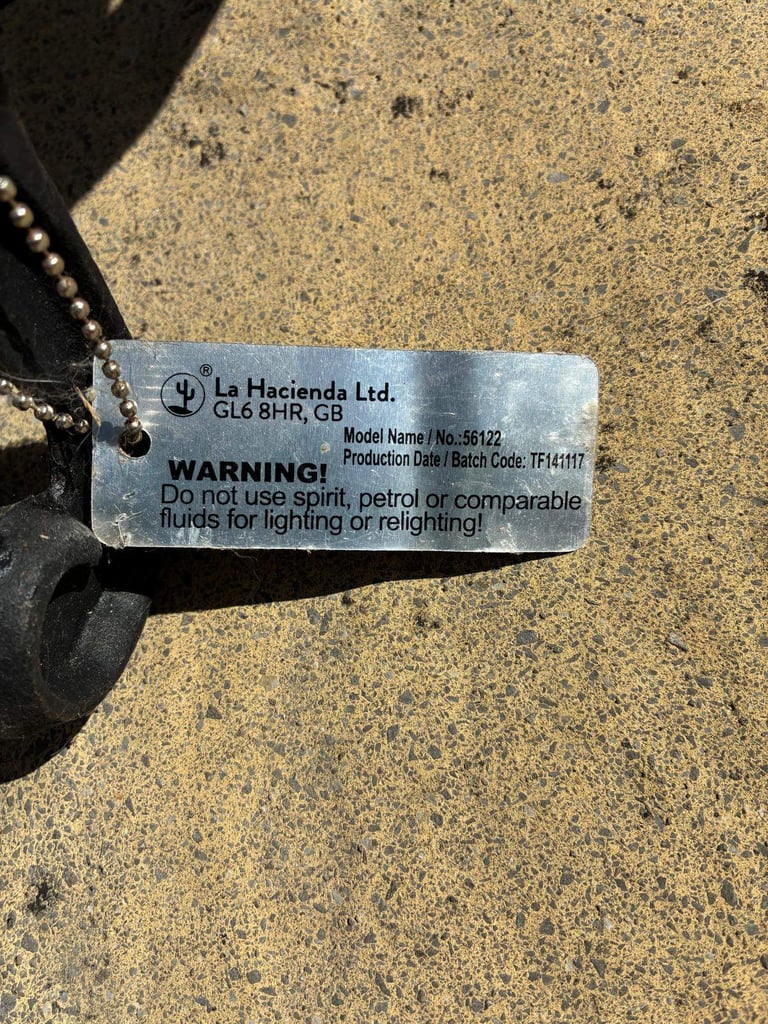 ®
La Hacienda Ltd.
GL6 8HR, GB
Model Name / No.:56122
Production Date / Batch Code: TF141117
WARNING!
Do not use spirit, petrol or comparable
fluids for lighting or relighting!